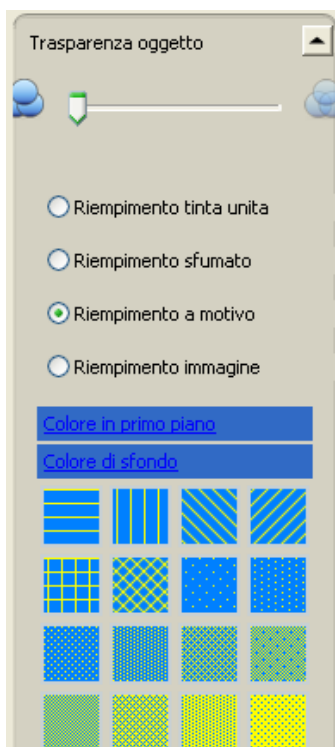 Trasparenza oggetto
Riempimento tinta unita
Riempimento sfumato
Riempimento a motivo
Riempimento immagine
Colore in primo piano
Colore di sfondo